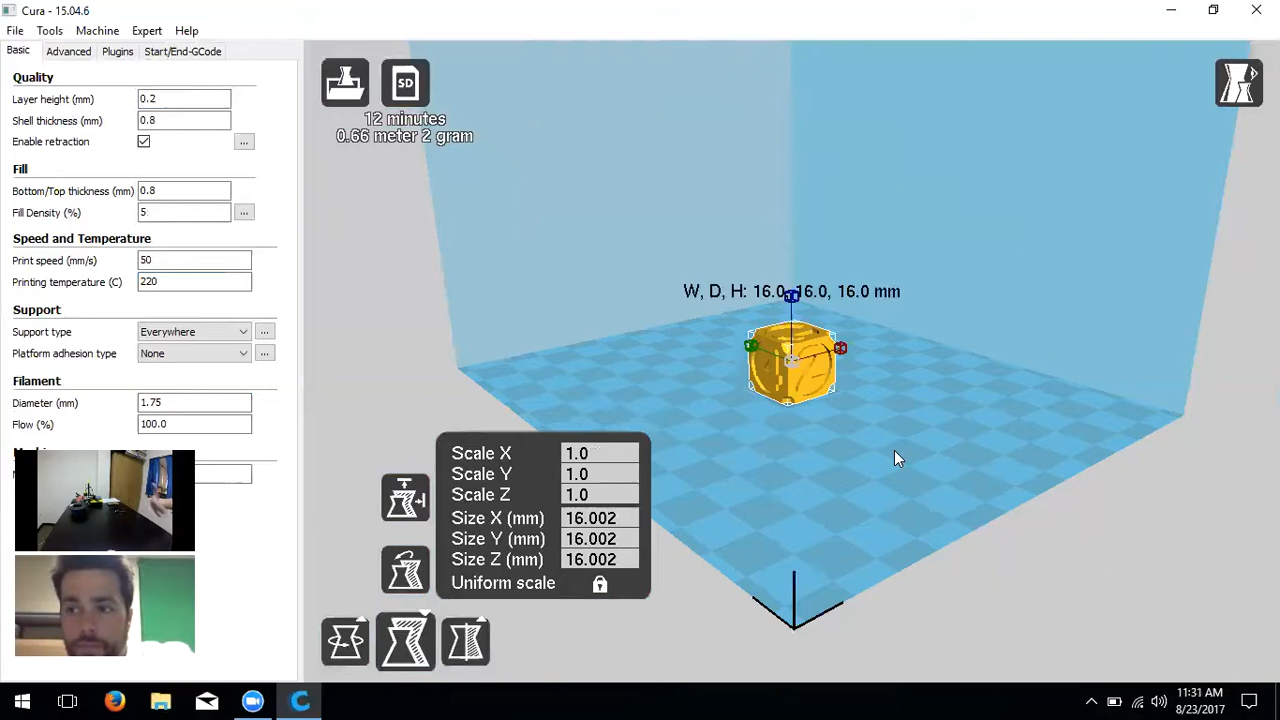 Cura - 15.04.6
File Tools Machine Expert Help
Basic Advanced Plugins Start/End-GCode
Quality
Layer height (mm) 0.2
Shell thickness (mm) 0.8
Enable retraction ...
Fill
Bottom/Top thickness (mm) 0.8
Fill Density (%) 5 ...
Speed and Temperature
Print speed (mm/s) 50
Printing temperature (C) 220
Support
Support type Everywhere ...
Platform adhesion type None ...
Filament
Diameter (mm) 1.75
Flow (%) 100.0
SD
12 minutes
0.66 meter 2 gram
W, D, H: 16.0, 16.0, 16.0 mm
Scale X 1.0
Scale Y 1.0
Scale Z 1.0
Size X (mm) 16.002
Size Y (mm) 16.002
Size Z (mm) 16.002
Uniform scale
11:31 AM
8/23/2017